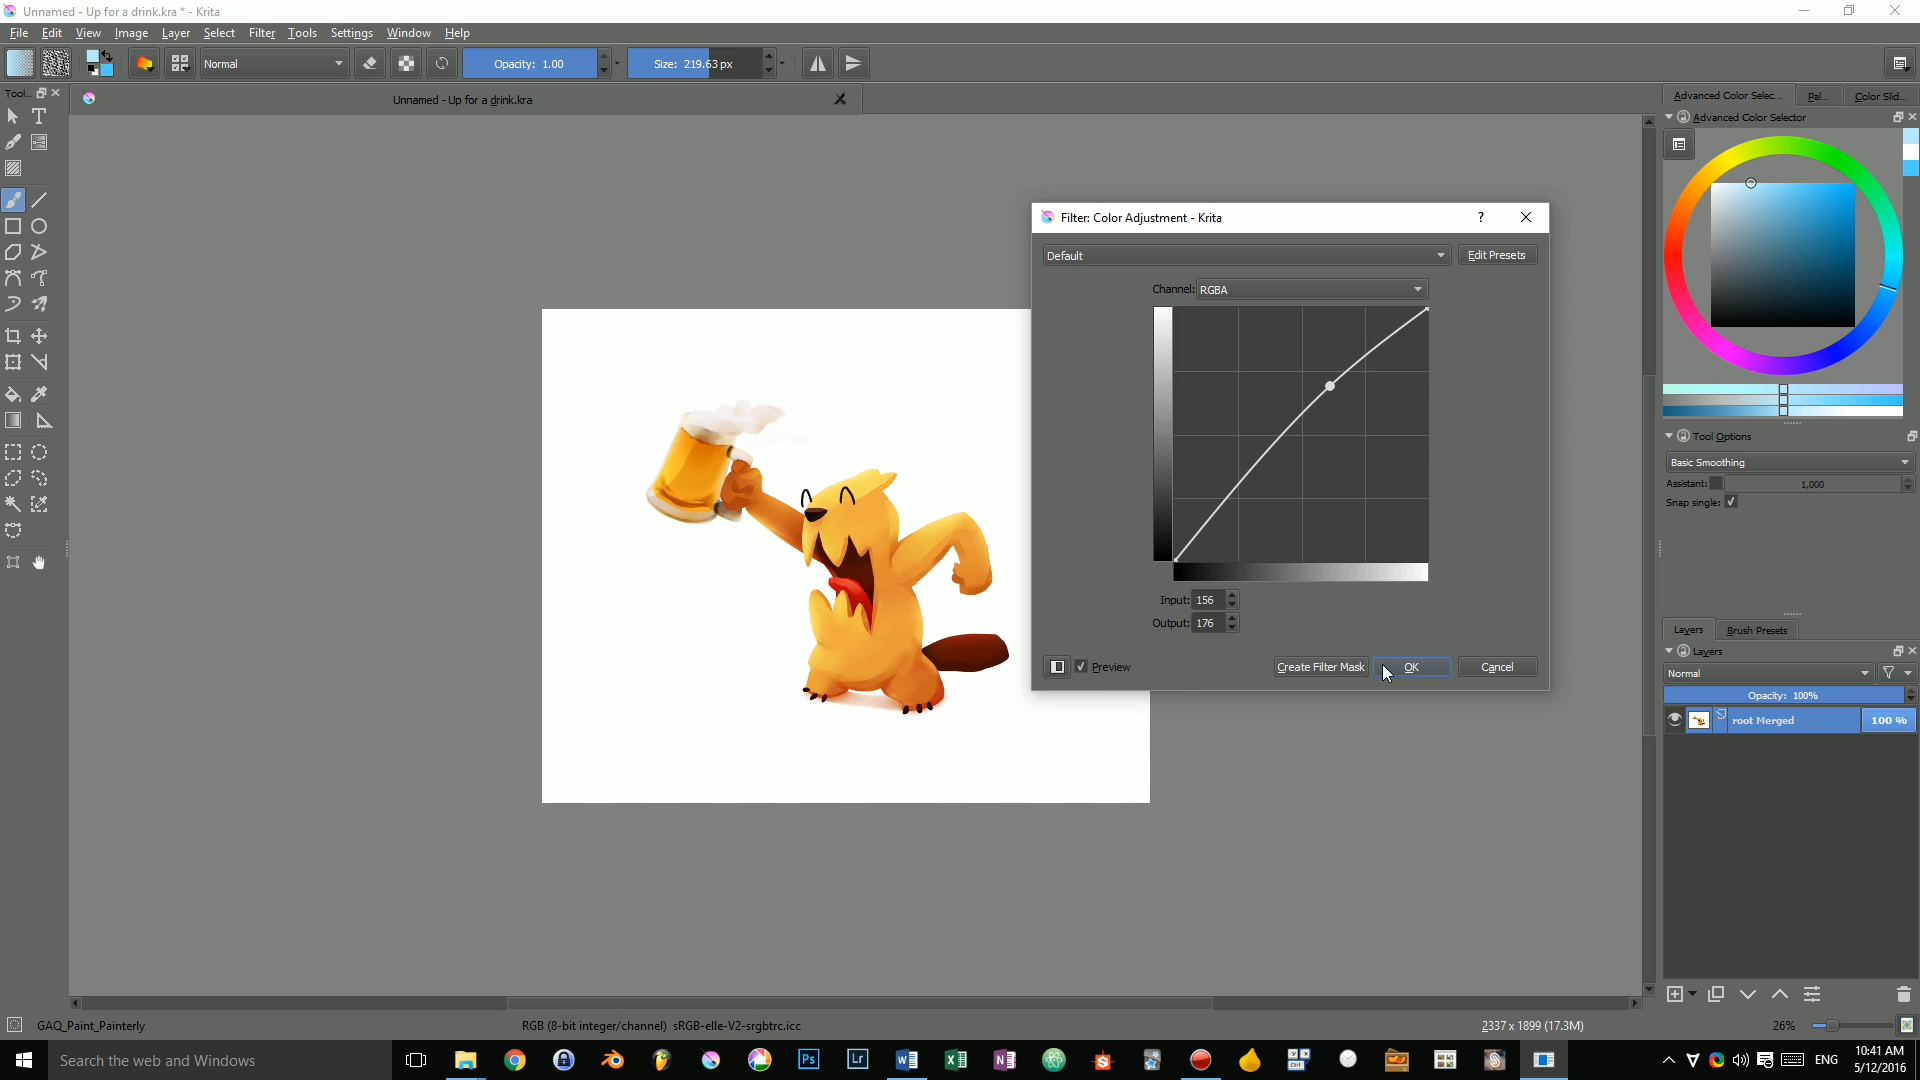 Unnamed - Up for a drink.kra * - Krita
File Edit View Image Layer Select Filter Tools Settings Window Help
Normal Opacity: 1.00 Size: 219.63 px
Tool... Unnamed - Up for a drink.kra
Advanced Color Selec... Pal... Color Slid...
Advanced Color Selector
Filter: Color Adjustment - Krita ?
Default Edit Presets
Channel: RGBA
Input: 156
Output: 176
Preview Create Filter Mask OK Cancel
Tool Options
Basic Smoothing
Assistant: 1,000
Snap single:
Layers Brush Presets
Layers
Normal
Opacity: 100%
root Merged 100 %
GAQ_Paint_Painterly RGB (8-bit integer/channel) sRGB-elle-V2-srgbtrc.icc 2337 x 1899 (17.3M) 26%
Search the web and Windows Ps Lr ENG 10:41 AM
5/12/2016